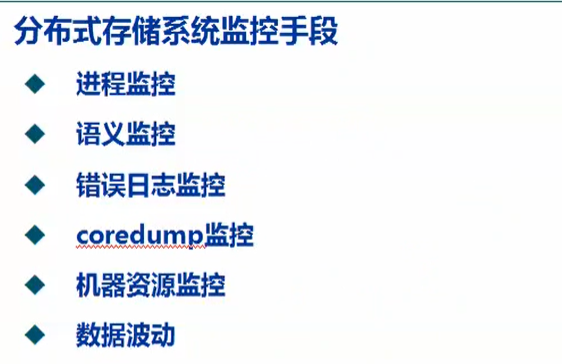 分布式存储系统监控手段
进程监控
语义监控
错误日志监控
coredump监控
机器资源监控
数据波动